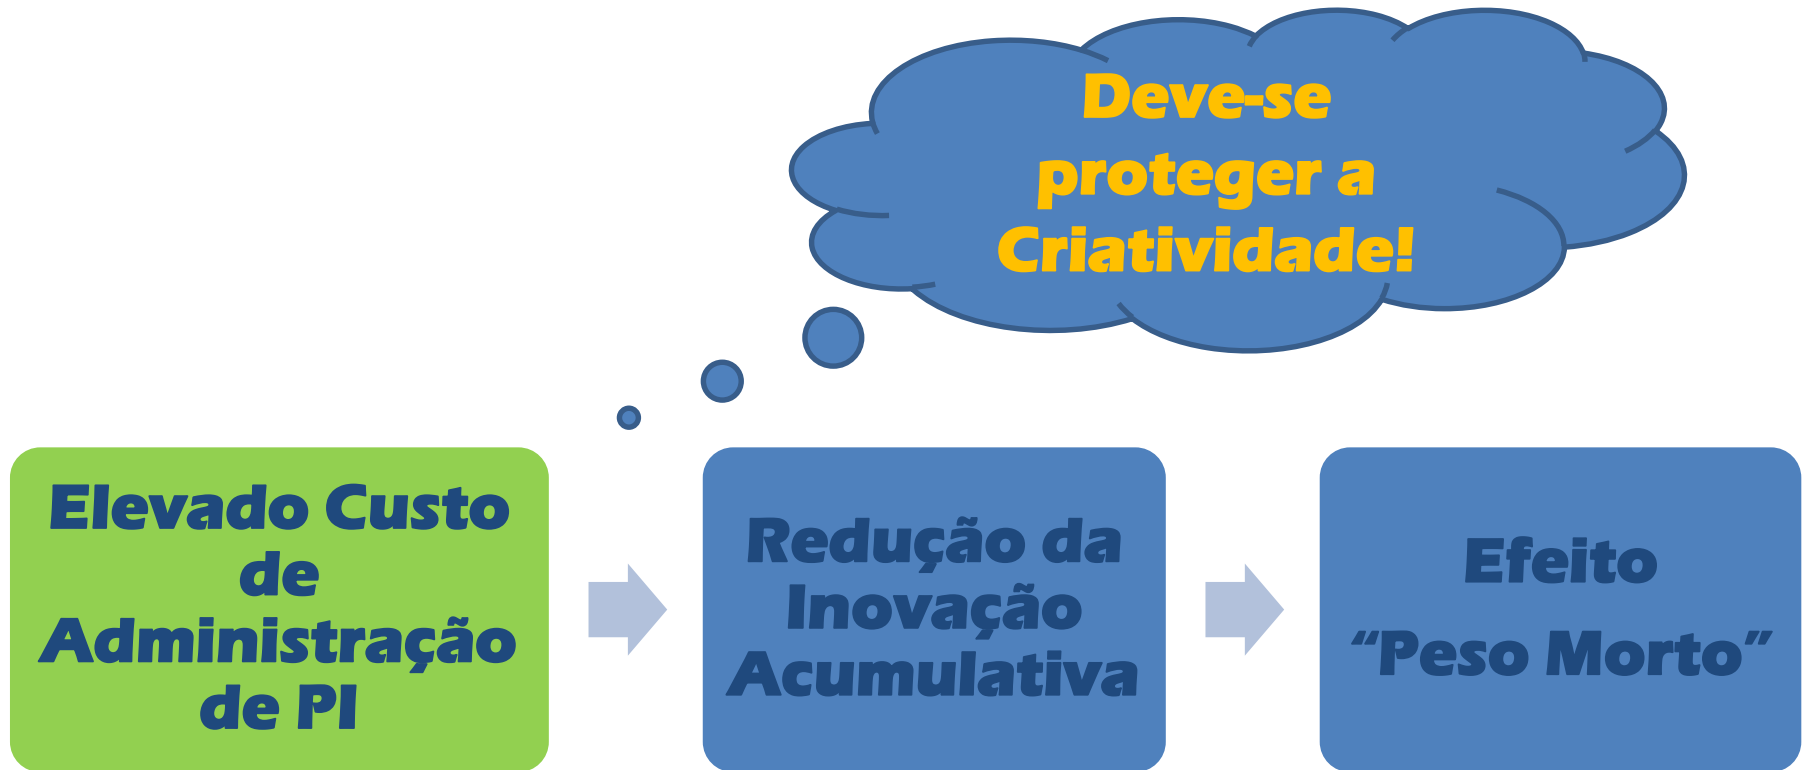 Deve-se
proteger a
Criatividade!
Elevado Custo
de
Administração
de PI
Redução da
Inovação
Acumulativa
Efeito
“Peso Morto”